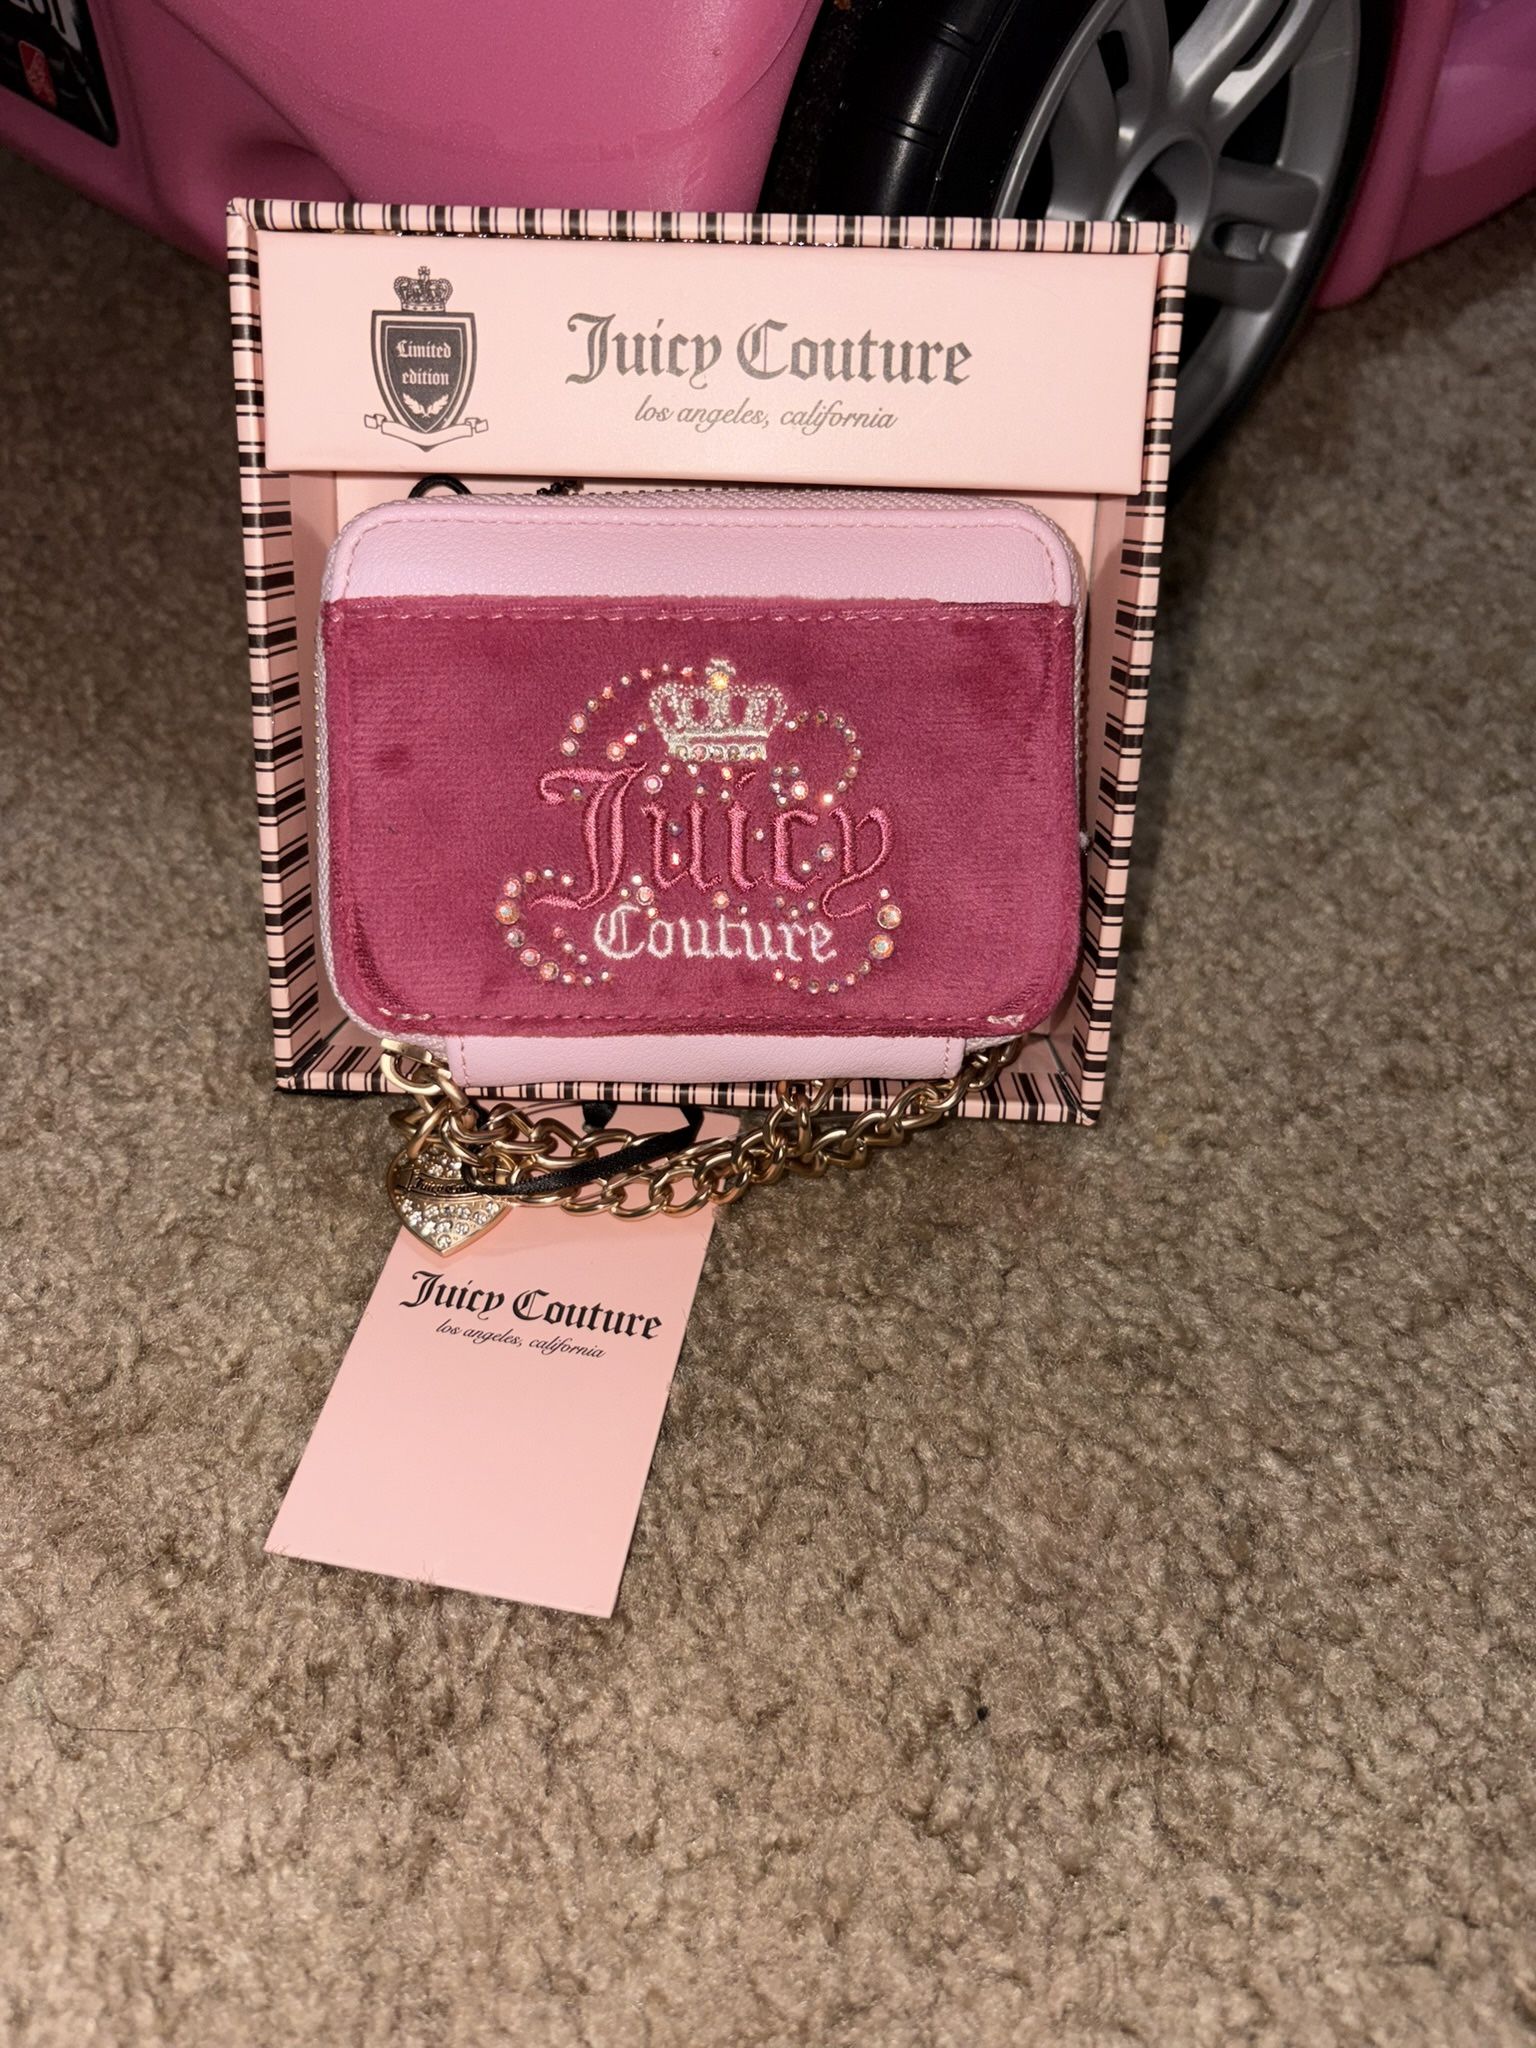 Limited
edition
Juicy Couture
los angeles, california
Juicy
Couture
Juicy Couture
los angeles, california